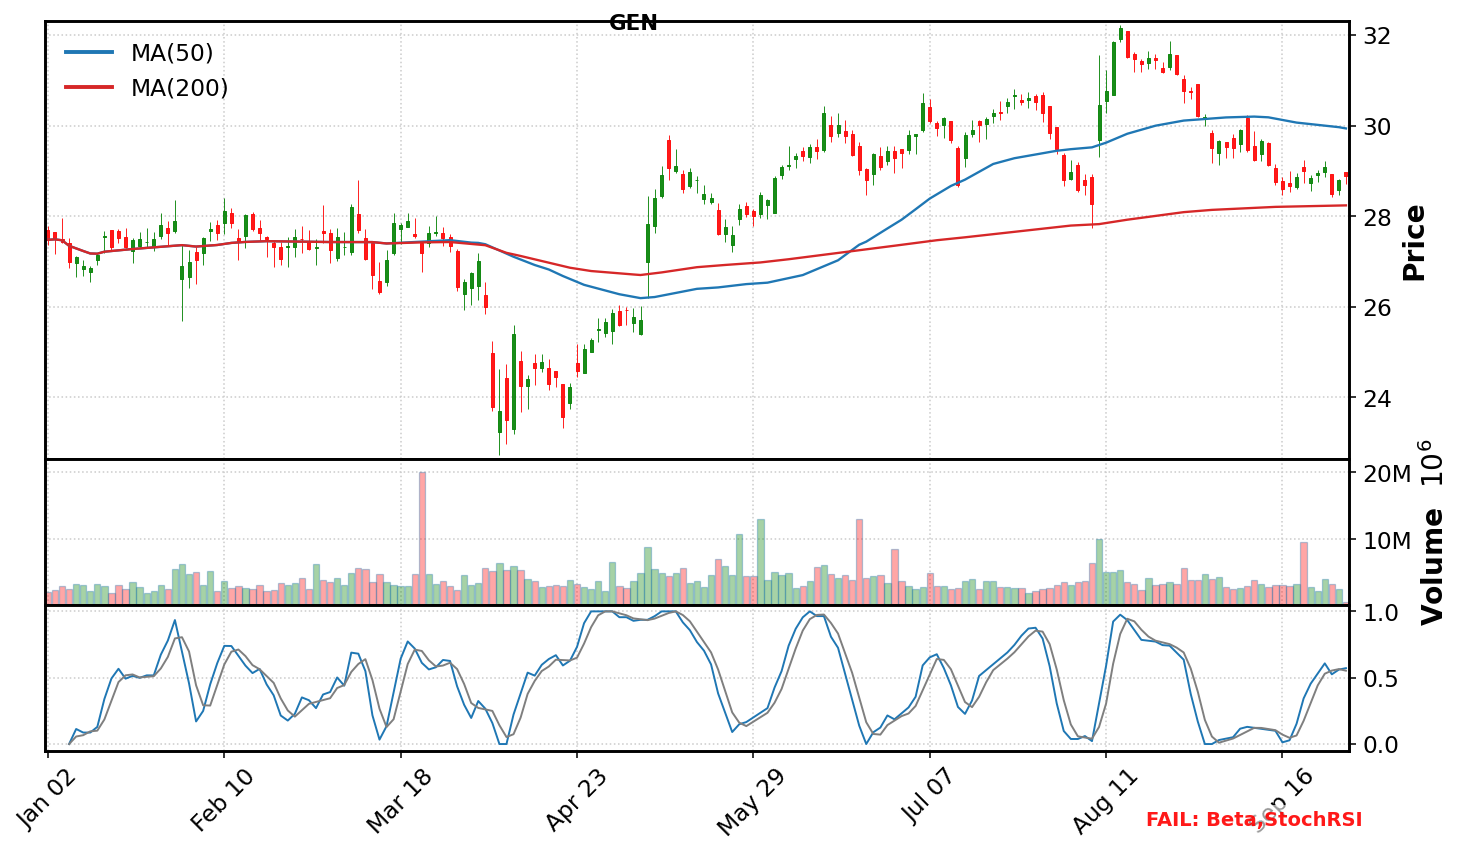 GEN
MA(50)
MA(200)
32
30
28
26
24
Price
20M
10M
Volume 10^6
1.0
0.5
0.0
Jan 02
Feb 10
Mar 18
Apr 23
May 29
Jul 07
Aug 11
Sep 16
FAIL: Beta,StochRSI